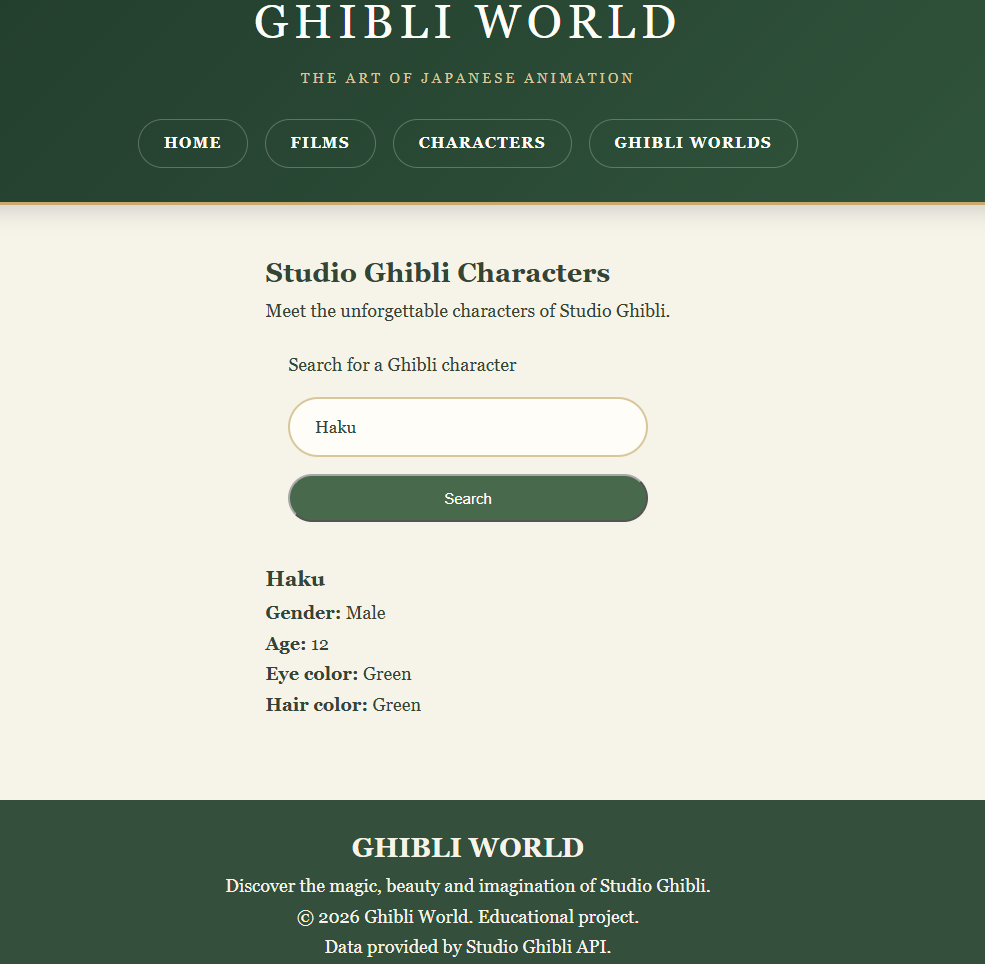 GHIBLI WORLD
THE ART OF JAPANESE ANIMATION
HOME FILMS CHARACTERS GHIBLI WORLDS
Studio Ghibli Characters
Meet the unforgettable characters of Studio Ghibli.
Search for a Ghibli character
Haku
Search
Haku
Gender: Male
Age: 12
Eye color: Green
Hair color: Green
GHIBLI WORLD
Discover the magic, beauty and imagination of Studio Ghibli.
© 2026 Ghibli World. Educational project.
Data provided by Studio Ghibli API.